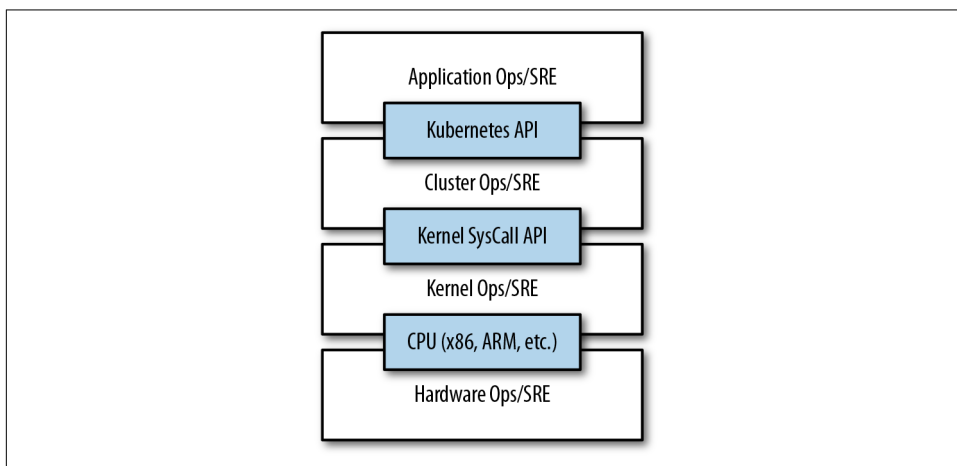 Application Ops/SRE
Kubernetes API
Cluster Ops/SRE
Kernel SysCall API
Kernel Ops/SRE
CPU (x86, ARM, etc.)
Hardware Ops/SRE